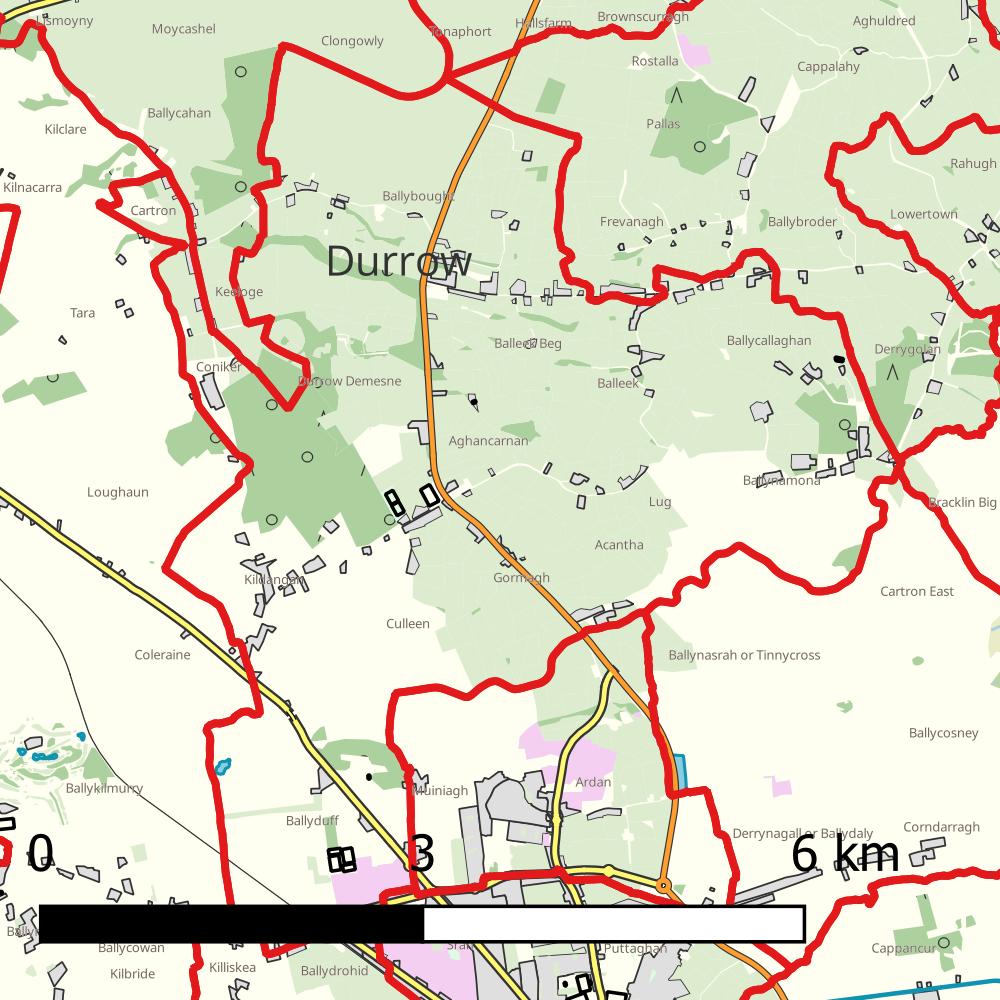 Lismoyny
Moycashel
Clongowly
Tonaphort
Hallsfarm
Brownscurragh
Aghuldred
Rostalla
Cappalahy
Kilclare
Ballycahan
Pallas
Rahugh
Kilnacarra
Cartron
Ballybought
Frevanagh
Ballybroder
Lowertown
Durrow
Tara
Keeloge
Balleek Beg
Ballycallaghan
Derrygolan
Coniker
Durrow Demesne
Balleek
Aghancarnan
Loughaun
Lug
Ballynamona
Bracklin Big
Acantha
Kildangan
Gormagh
Cartron East
Culleen
Coleraine
Ballynasrah or Tinnycross
Ballycosney
Ballykilmurry
Muiniagh
Ardan
Ballyduff
Derrynagall or Ballydaly
Corndarragh
0
3
6 km
Ballycowan
Kilbride
Killiskea
Ballydrohid
Puttaghan
Cappancur